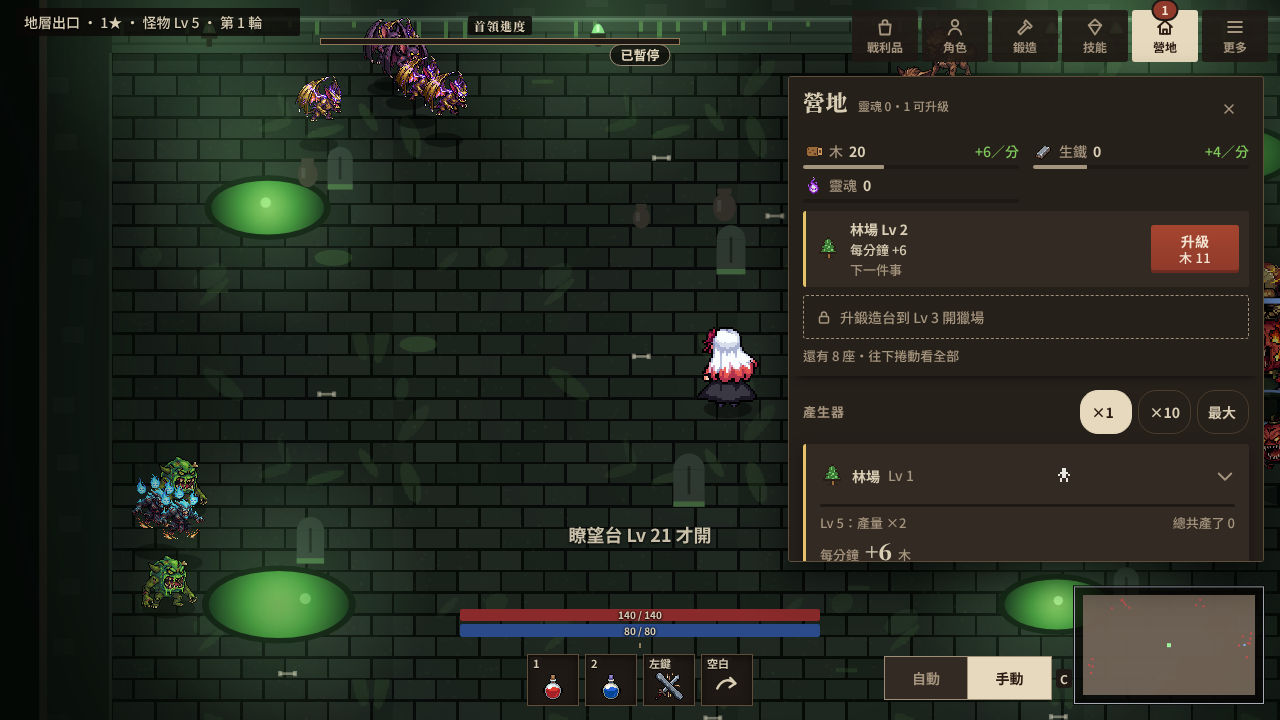 地層出口 · 1★ · 怪物 Lv 5 · 第 1 輪
首領進度
已暫停
戰利品
角色
鍛造
技能
1
營地
更多
營地 靈魂 0・1 可升級
木 20 +6／分
生鐵 0 +4／分
靈魂 0
林場 Lv 2
每分鐘 +6
下一件事
升級
木 11
升鍛造台到 Lv 3 開獵場
還有 8 座・往下捲動看全部
產生器
×1
×10
最大
林場 Lv 1
Lv 5：產量 ×2
總共產了 0
每分鐘 +6 木
瞭望台 Lv 21 才開
140 / 140
80 / 80
1
2
左鍵
空白
自動
手動
C